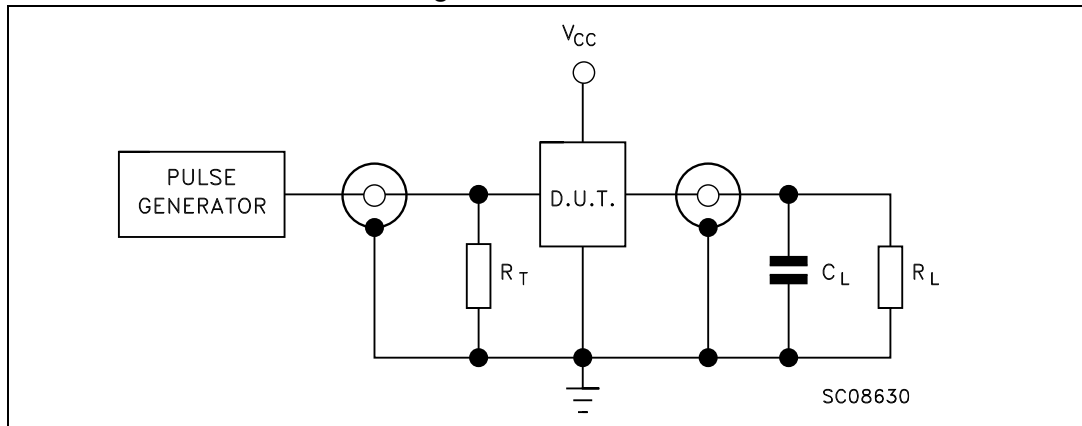 VCC
PULSE
GENERATOR
D.U.T.
RT
CL
RL
SC08630